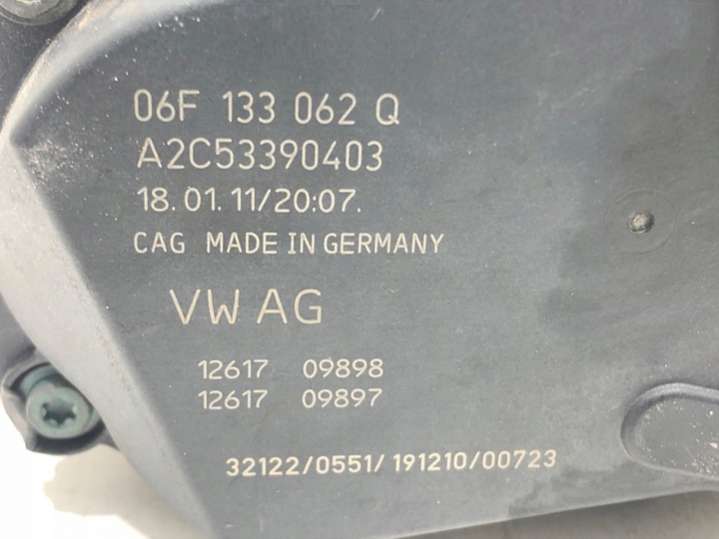 06F 133 062 Q
A2C53390403
18.01.11/20:07.
CAG MADE IN GERMANY
VW AG
12617 09898
12617 09897
32122/0551/191210/00723